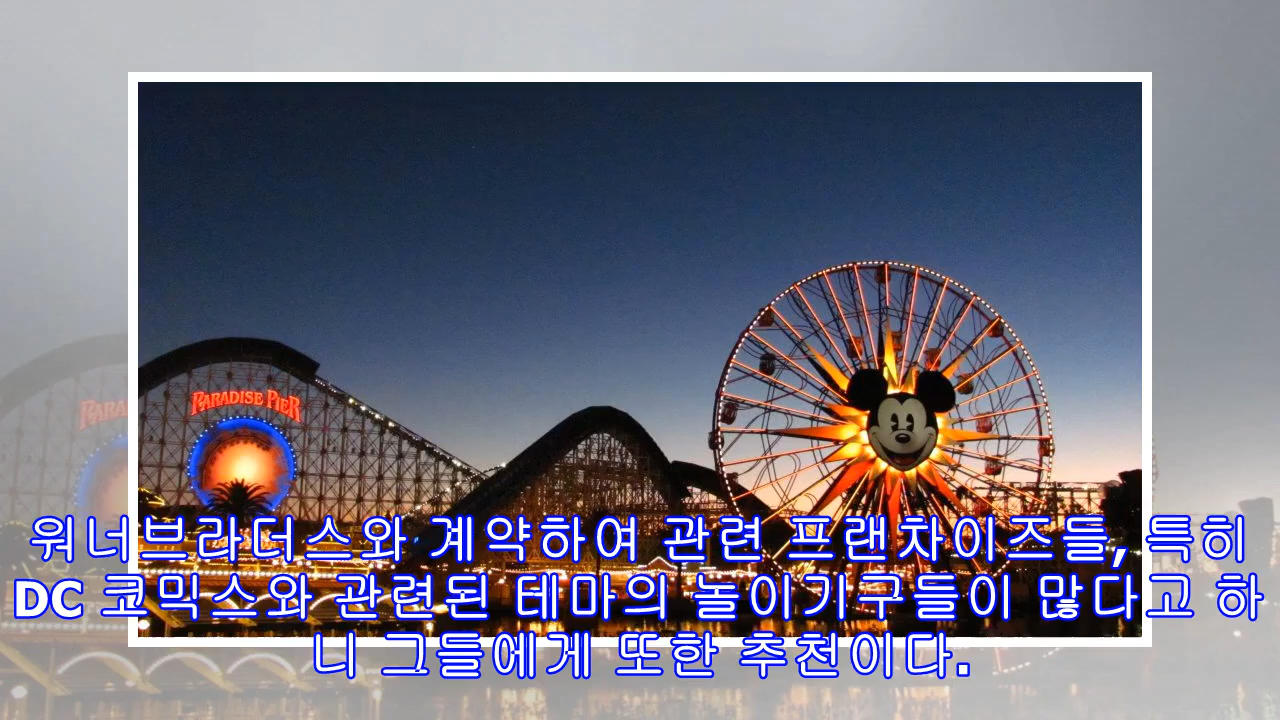 PARADISE PIER
워너브라더스와 계약하여 관련 프랜차이즈들, 특히
DC 코믹스와 관련된 테마의 놀이기구들이 많다고 하
니 그들에게 또한 추천이다.